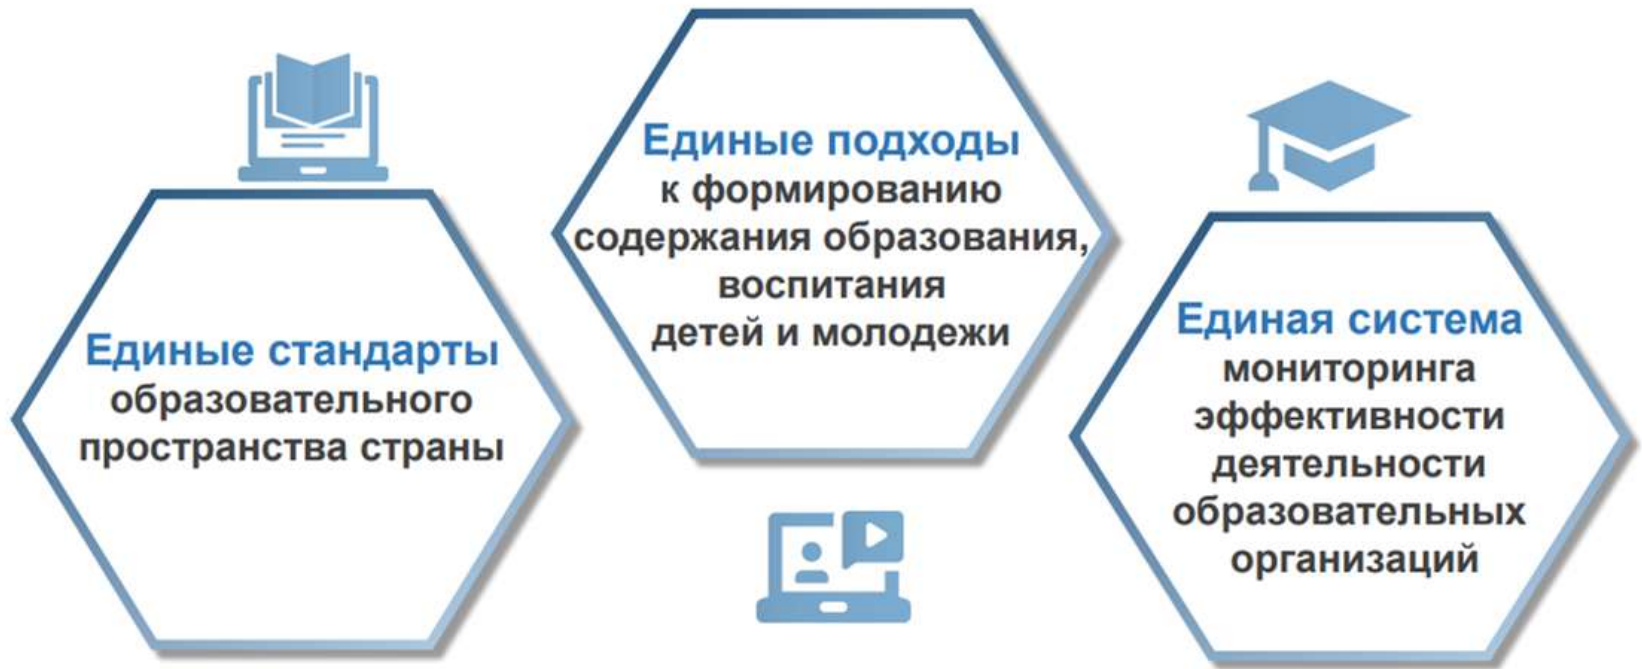 Единые стандарты
образовательного
пространства страны
Единые подходы
к формированию
содержания образования,
воспитания
детей и молодежи
Единая система
мониторинга
эффективности
деятельности
образовательных
организаций